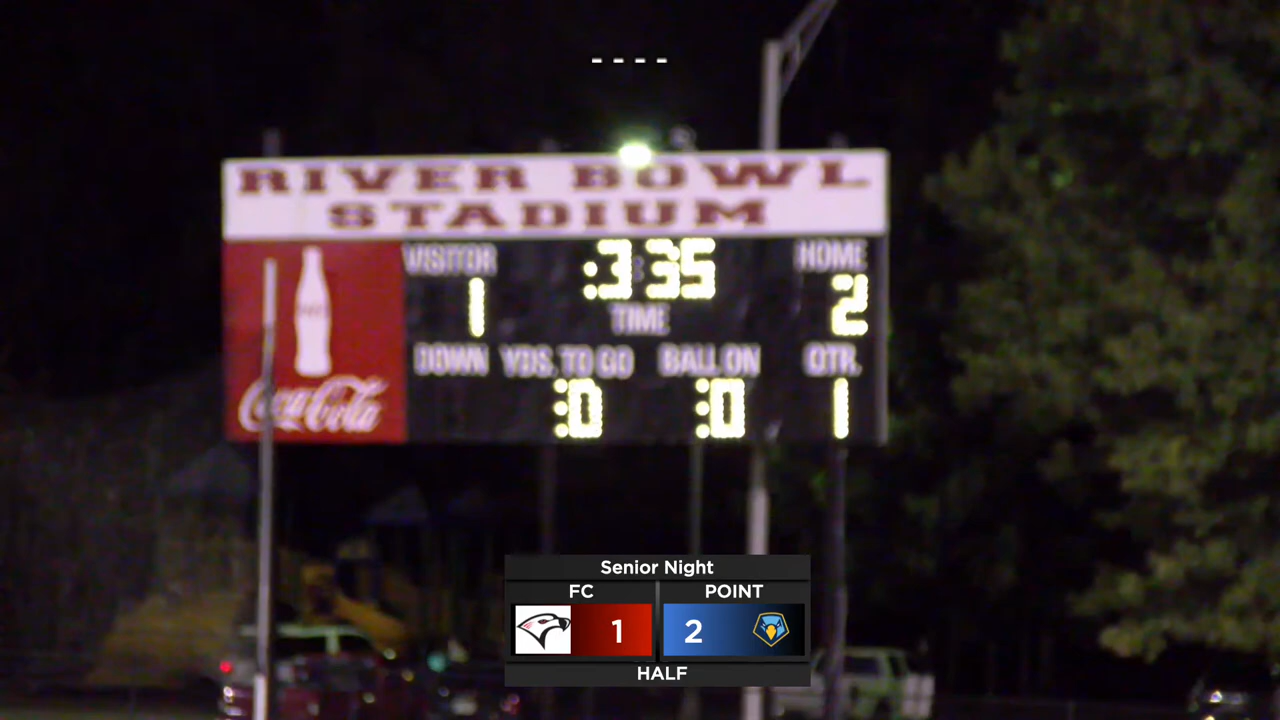 ----
RIVER BOWL
STADIUM
VISITOR :3:35 HOME
1 2
TIME
DOWN YDS. TO GO BALL ON QTR.
:0 :0 1
Coca-Cola
Senior Night
FC POINT
1 2
HALF